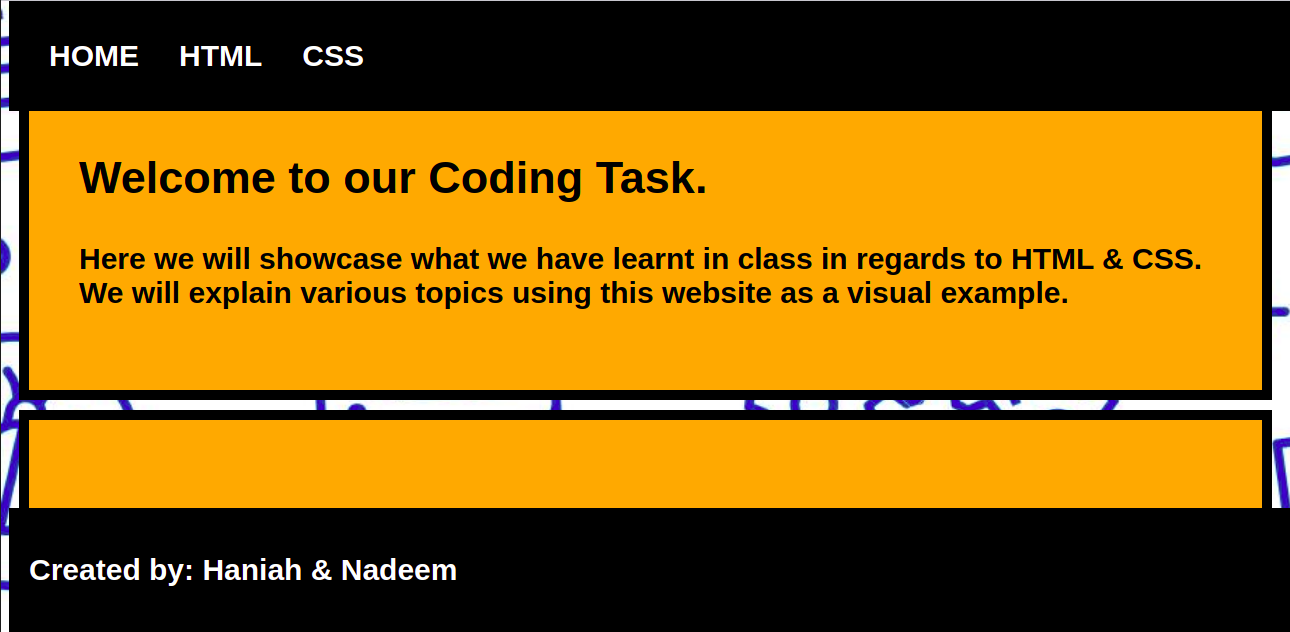 HOME HTML CSS
Welcome to our Coding Task.
Here we will showcase what we have learnt in class in regards to HTML & CSS.
We will explain various topics using this website as a visual example.
Created by: Haniah & Nadeem